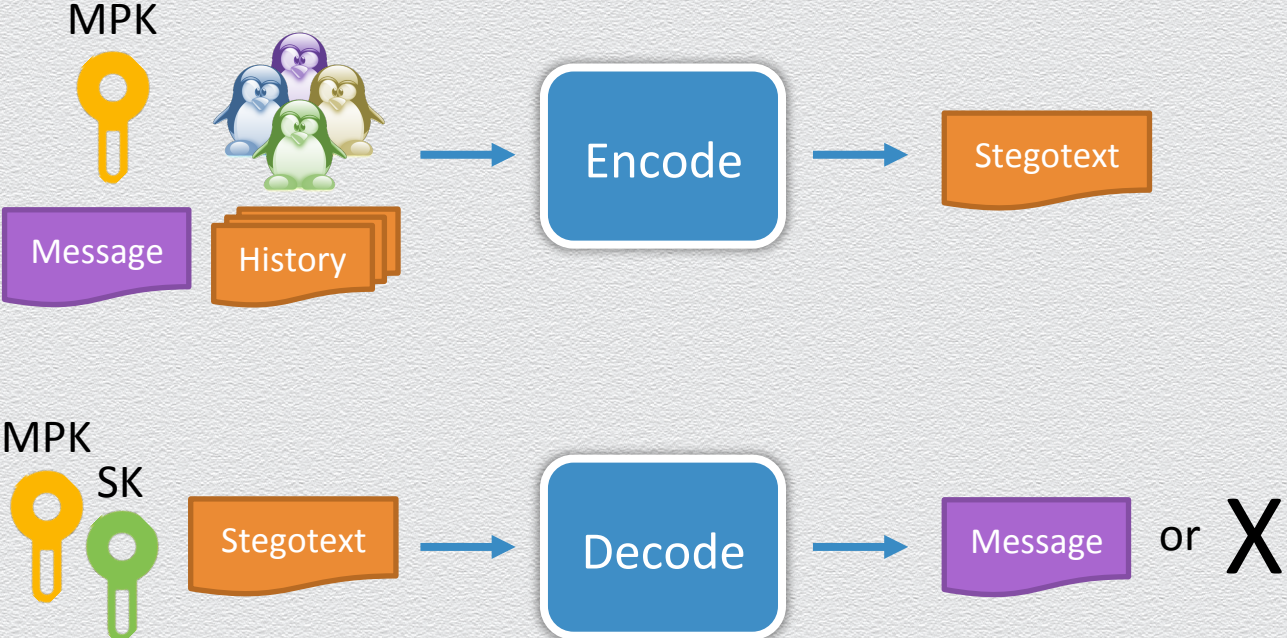 MPK
Message
History
Encode
Stegotext
MPK
SK
Stegotext
Decode
Message or X